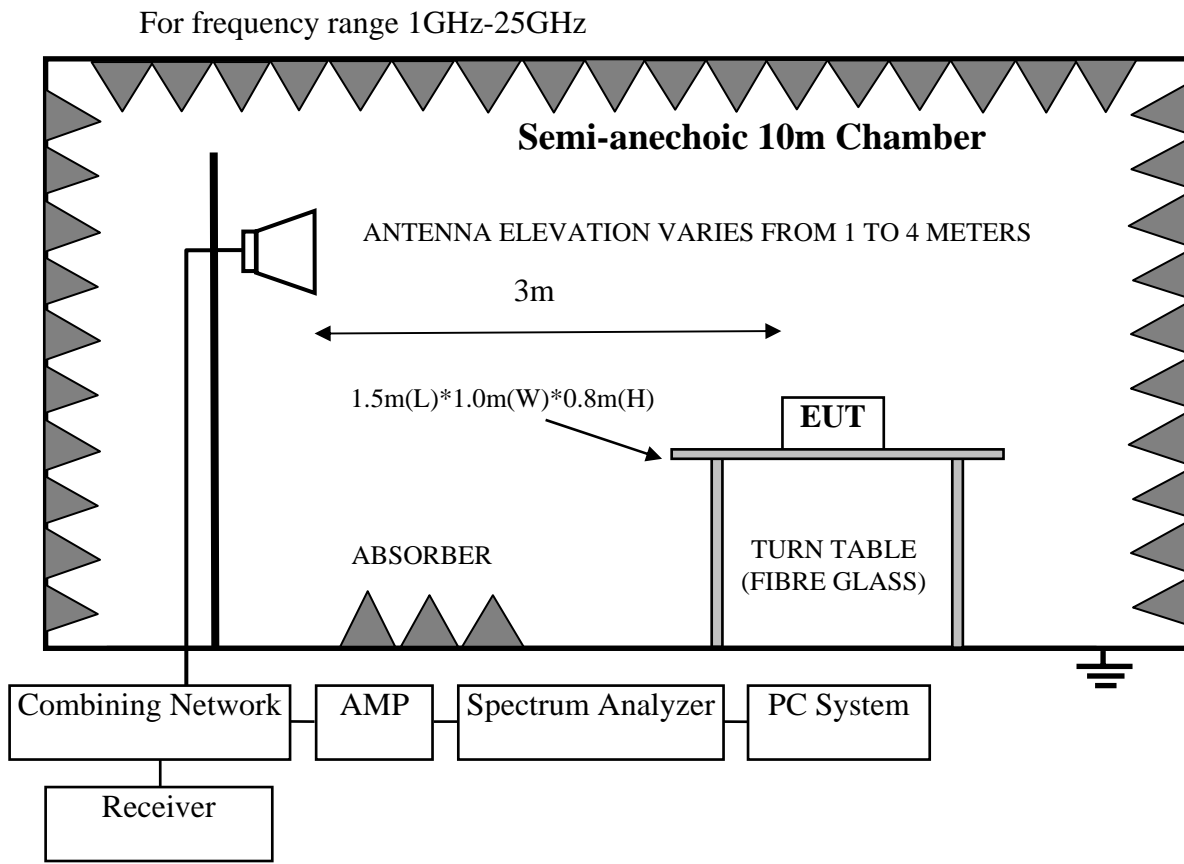 For frequency range 1GHz-25GHz
Semi-anechoic 10m Chamber
ANTENNA ELEVATION VARIES FROM 1 TO 4 METERS
3m
1.5m(L)*1.0m(W)*0.8m(H)
EUT
ABSORBER
TURN TABLE
(FIBRE GLASS)
Combining Network
AMP
Spectrum Analyzer
PC System
Receiver